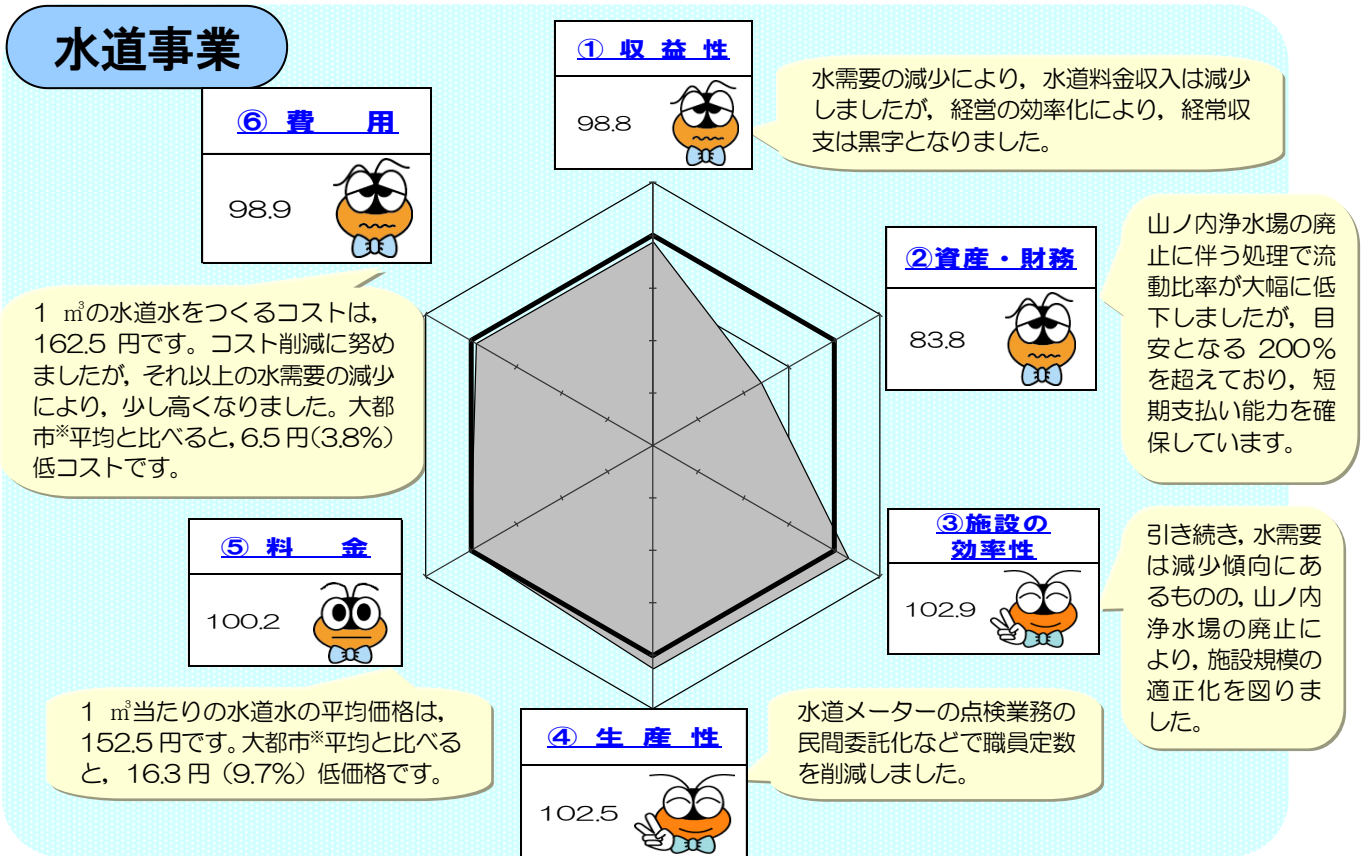 水道事業
① 収 益 性
98.8
水需要の減少により，水道料金収入は減少
しましたが，経営の効率化により，経常収
支は黒字となりました。
②資産・財務
83.8
山ノ内浄水場の廃
止に伴う処理で流
動比率が大幅に低
下しましたが，目
安となる 200％
を超えており，短
期支払い能力を確
保しています。
③施設の
効率性
102.9
引き続き，水需要
は減少傾向にあ
るものの，山ノ内
浄水場の廃止に
より，施設規模の
適正化を図りま
した。
④ 生 産 性
102.5
水道メーターの点検業務の
民間委託化などで職員定数
を削減しました。
⑤ 料　金
100.2
1 ㎥当たりの水道水の平均価格は，
152.5 円です。大都市※平均と比べる
と，16.3 円（9.7％）低価格です。
⑥ 費　用
98.9
1 ㎥の水道水をつくるコストは，
162.5 円です。コスト削減に努め
ましたが，それ以上の水需要の減少
により，少し高くなりました。大都
市※平均と比べると，6.5 円（3.8％）
低コストです。